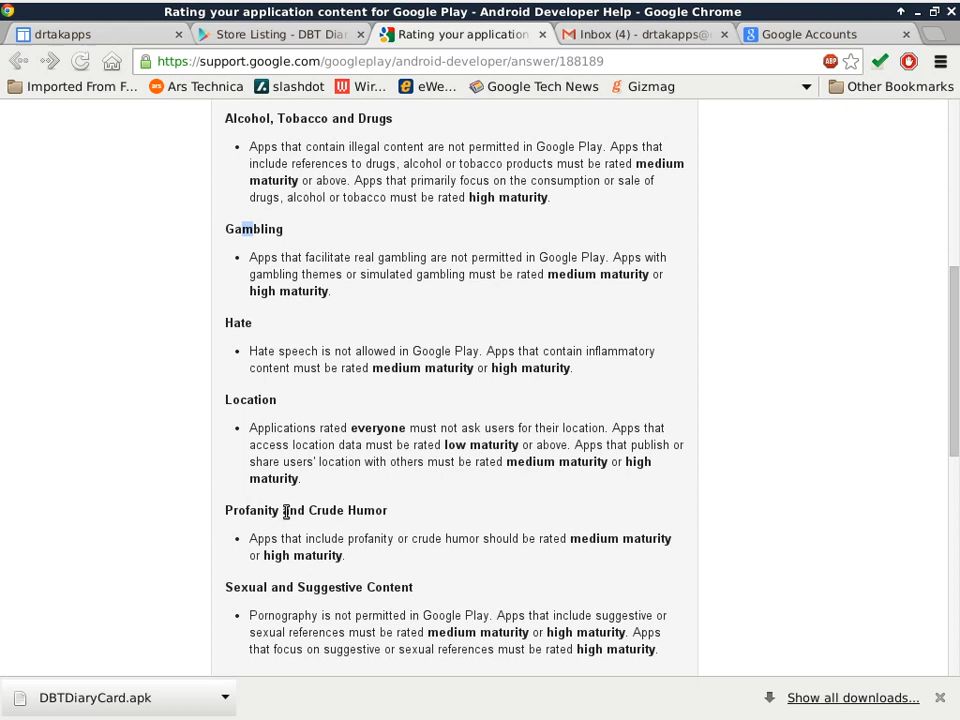 Rating your application content for Google Play - Android Developer Help - Google Chrome
drtakapps
Store Listing - DBT Diar
Rating your application
Inbox (4) - drtakapps@
Google Accounts
https://support.google.com/googleplay/android-developer/answer/188189
ABP
Imported From F...
Ars Technica
slashdot
Wir...
eWe...
Google Tech News
Gizmag
Other Bookmarks
Alcohol, Tobacco and Drugs
• Apps that contain illegal content are not permitted in Google Play. Apps that
include references to drugs, alcohol or tobacco products must be rated medium
maturity or above. Apps that primarily focus on the consumption or sale of
drugs, alcohol or tobacco must be rated high maturity.
Gambling
• Apps that facilitate real gambling are not permitted in Google Play. Apps with
gambling themes or simulated gambling must be rated medium maturity or
high maturity.
Hate
• Hate speech is not allowed in Google Play. Apps that contain inflammatory
content must be rated medium maturity or high maturity.
Location
• Applications rated everyone must not ask users for their location. Apps that
access location data must be rated low maturity or above. Apps that publish or
share users' location with others must be rated medium maturity or high
maturity.
Profanity and Crude Humor
• Apps that include profanity or crude humor should be rated medium maturity
or high maturity.
Sexual and Suggestive Content
• Pornography is not permitted in Google Play. Apps that include suggestive or
sexual references must be rated medium maturity or high maturity. Apps
that focus on suggestive or sexual references must be rated high maturity.
DBTDiaryCard.apk
Show all downloads...